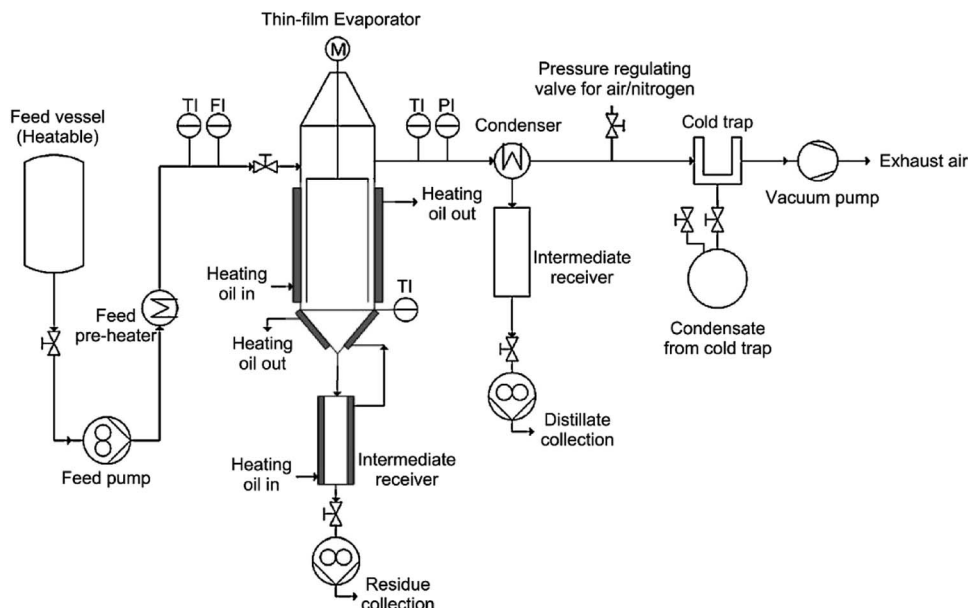 Thin-film Evaporator
M
Feed vessel
(Heatable)
TI
FI
TI
PI
Condenser
Pressure regulating
valve for air/nitrogen
Cold trap
Exhaust air
Vacuum pump
Heating
oil out
Heating
oil in
Intermediate
receiver
TI
Feed
pre-heater
Heating
oil out
Condensate
from cold trap
Distillate
collection
Heating
oil in
Intermediate
receiver
Feed pump
Residue
collection